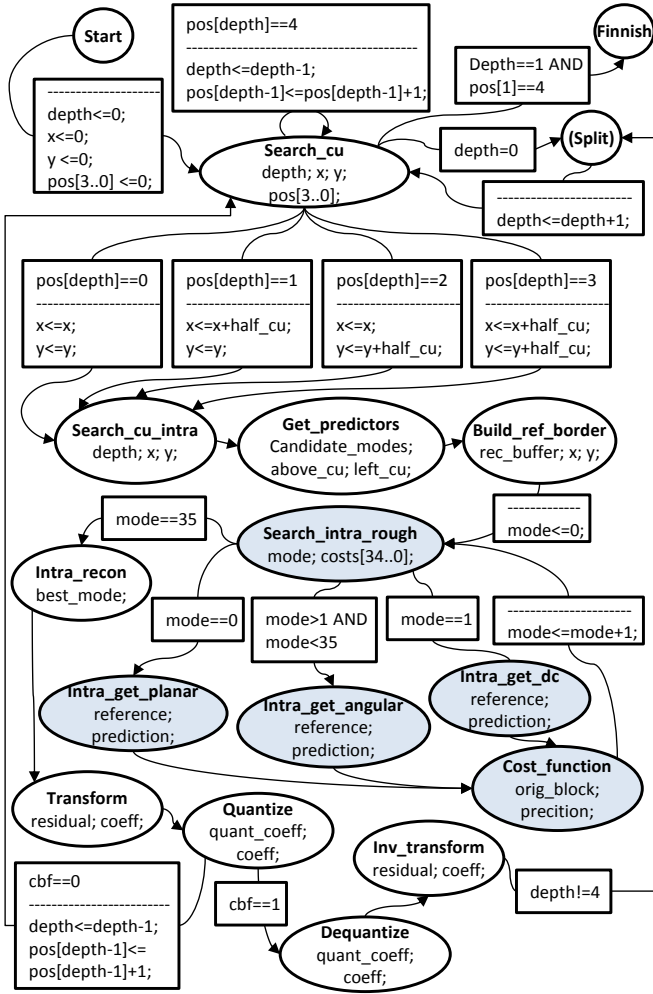 Start
pos[depth]==4
------------------------------------------
depth<=depth-1;
pos[depth-1]<=pos[depth-1]+1;
Finnish
Depth==1 AND
pos[1]==4
---------------------
depth<=0;
x<=0;
y <=0;
pos[3..0] <=0;
depth=0
(Split)
Search_cu
depth; x; y;
pos[3..0];
----------------------
depth<=depth+1;
pos[depth]==0
----------------------
x<=x;
y<=y;
pos[depth]==1
----------------------
x<=x+half_cu;
y<=y;
pos[depth]==2
----------------------
x<=x;
y<=y+half_cu;
pos[depth]==3
----------------------
x<=x+half_cu;
y<=y+half_cu;
Search_cu_intra
depth; x; y;
Get_predictors
Candidate_modes;
above_cu; left_cu;
Build_ref_border
rec_buffer; x; y;
-------------
mode<=0;
mode==35
Search_intra_rough
mode; costs[34..0];
Intra_recon
best_mode;
mode==0
mode>1 AND
mode<35
mode==1
----------------------
mode<=mode+1;
Intra_get_planar
reference;
prediction;
Intra_get_angular
reference;
prediction;
Intra_get_dc
reference;
prediction;
Cost_function
orig_block;
precition;
Transform
residual; coeff;
Quantize
quant_coeff;
coeff;
Inv_transform
residual; coeff;
cbf==0
-------------------------
depth<=depth-1;
pos[depth-1]<=
pos[depth-1]+1;
cbf==1
depth!=4
Dequantize
quant_coeff;
coeff;